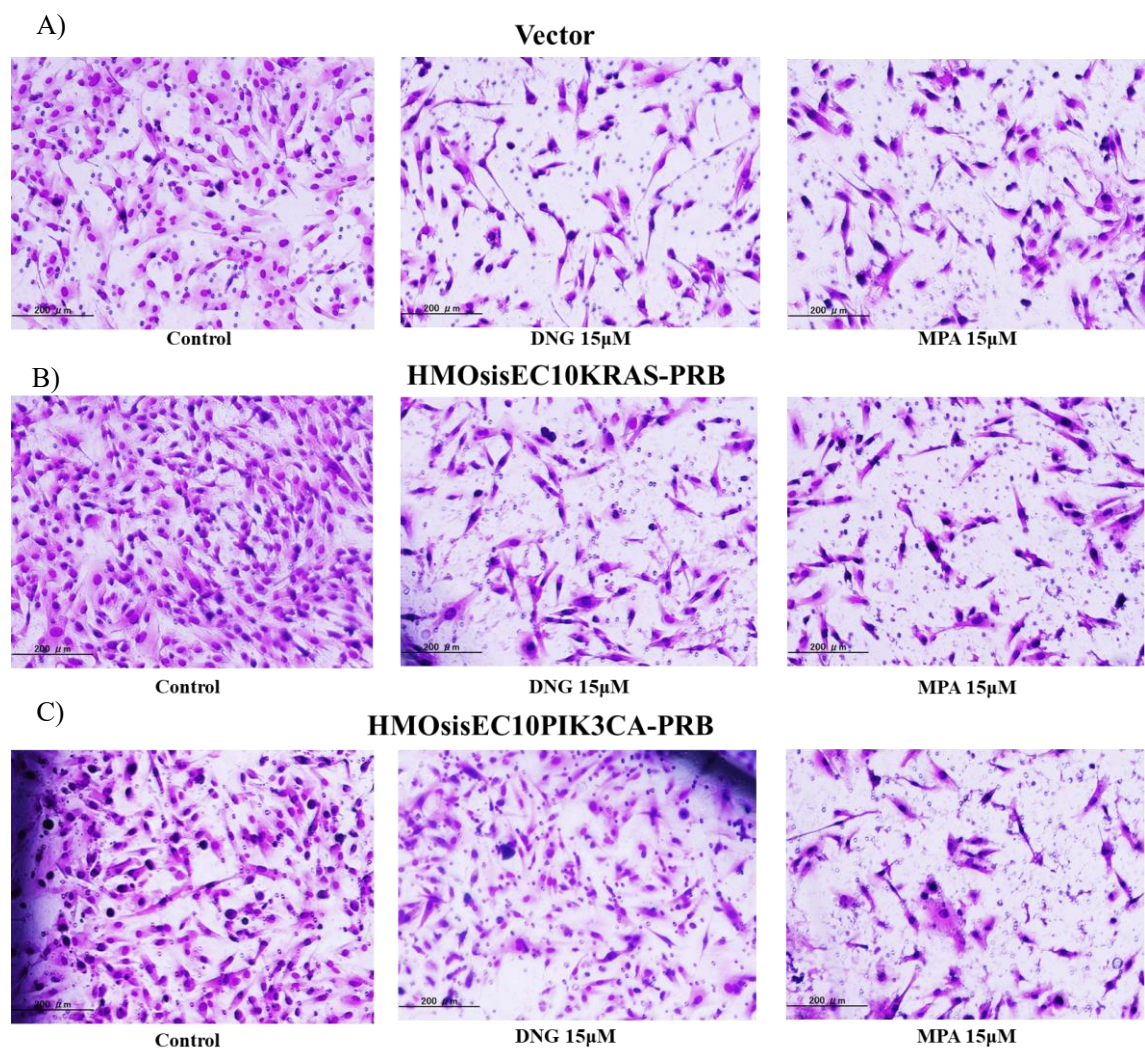 A)
Vector
200 μm
200 μm
200 μm
Control
DNG 15μM
MPA 15μM
B)
HMOsisEC10KRAS-PRB
200 μm
200 μm
200 μm
Control
DNG 15μM
MPA 15μM
C)
HMOsisEC10PIK3CA-PRB
200 μm
200 μm
200 μm
Control
DNG 15μM
MPA 15μM